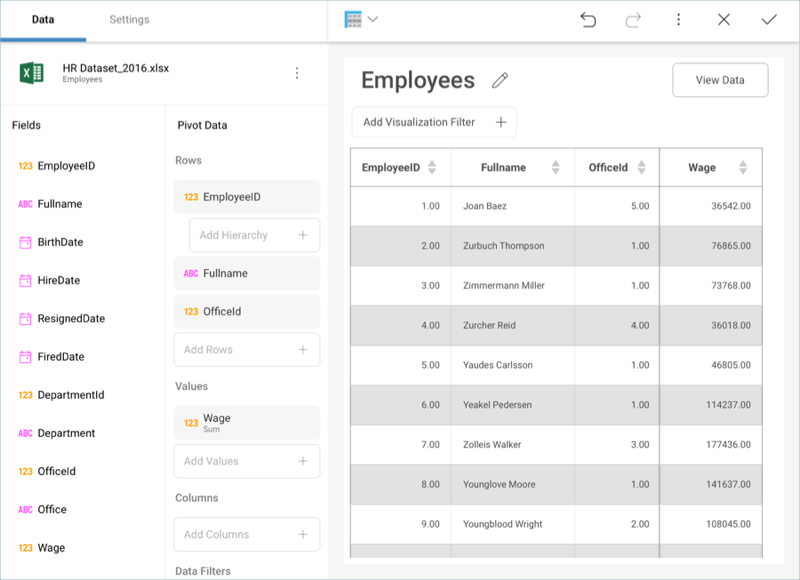 Data
Settings
HR Dataset_2016.xlsx
Employees
Fields
123 EmployeeID
ABC Fullname
BirthDate
HireDate
ResignedDate
FiredDate
123 DepartmentId
ABC Department
123 OfficeId
ABC Office
123 Wage
Pivot Data
Rows
123 EmployeeID
Add Hierarchy
ABC Fullname
123 OfficeId
Add Rows
Values
123 Wage
Sum
Add Values
Columns
Add Columns
Data Filters
Employees
View Data
Add Visualization Filter
EmployeeID Fullname OfficeId Wage
1.00 Joan Baez 5.00 36542.00
2.00 Zurbuch Thompson 1.00 76865.00
3.00 Zimmermann Miller 1.00 73768.00
4.00 Zurcher Reid 4.00 36018.00
5.00 Yaudes Carlsson 1.00 46805.00
6.00 Yeakel Pedersen 1.00 114237.00
7.00 Zolleis Walker 3.00 177436.00
8.00 Younglove Moore 1.00 141637.00
9.00 Youngblood Wright 2.00 108045.00